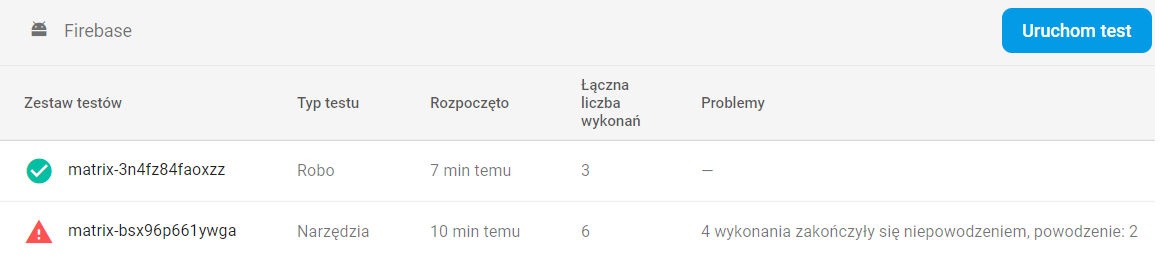 Firebase
Uruchom test
Zestaw testów
Typ testu
Rozpoczęto
Łączna
liczba
wykonań
Problemy
matrix-3n4fz84faoxzz
Robo
7 min temu
3
—
matrix-bsx96p661ywga
Narzędzia
10 min temu
6
4 wykonania zakończyły się niepowodzeniem, powodzenie: 2